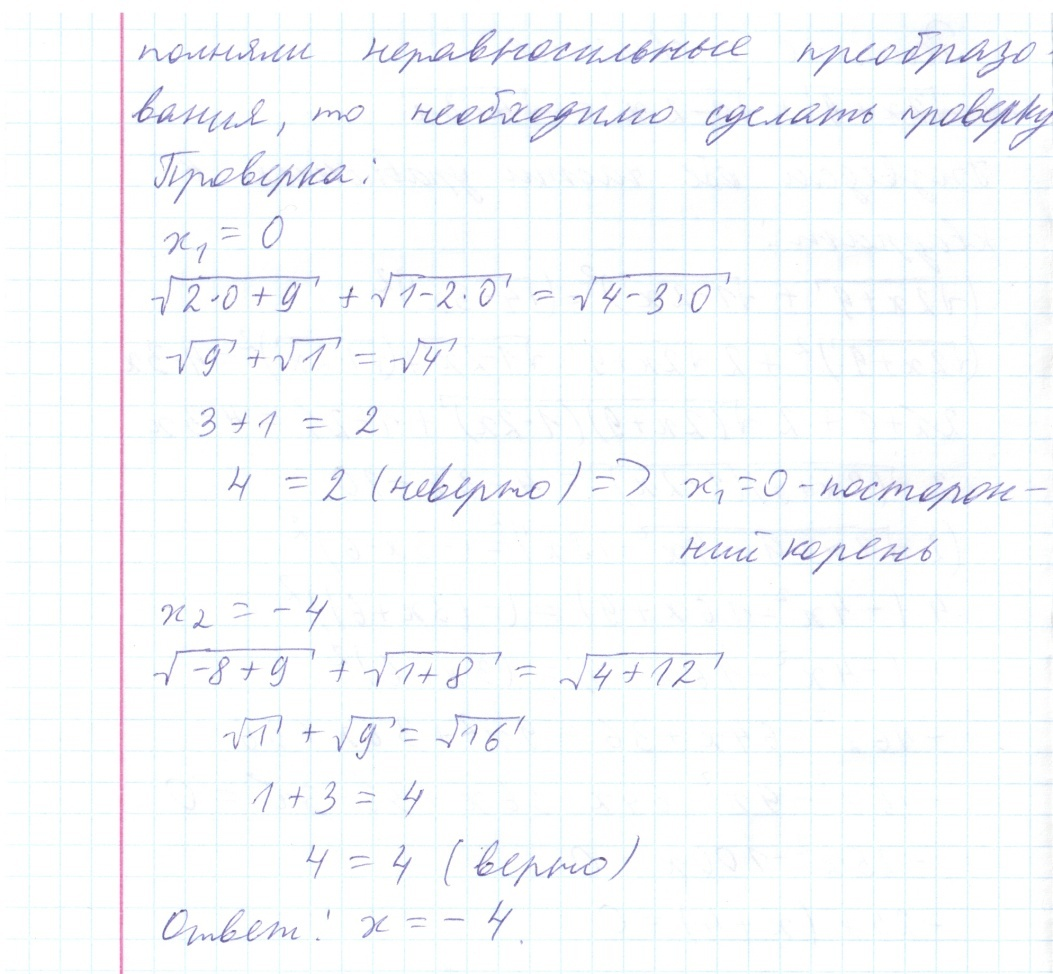 полняли неравносильные преобразо-
вания, то необходимо сделать проверку
Проверка:
x₁ = 0
√(2·0+9) + √(1-2·0) = √(4-3·0)
√9 + √1 = √4
3+1 = 2
4 = 2 (неверно) => x₁=0 - посторон-
ний корень
x₂ = -4
√(-8+9) + √(1+8) = √(4+12)
√1 + √9 = √16
1+3 = 4
4 = 4 (верно)
Ответ: x = -4.